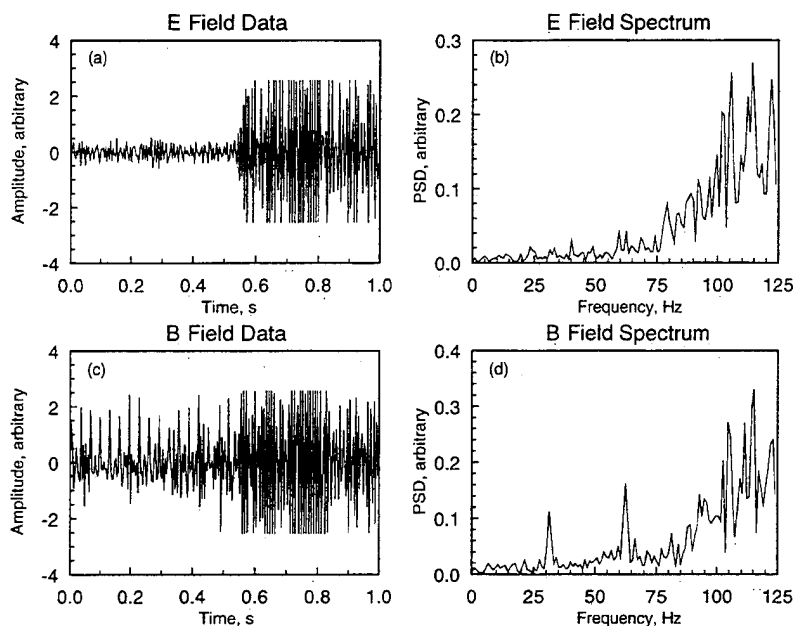 E Field Data
(a)
Amplitude, arbitrary
4
2
0
-2
-4
0.0 0.2 0.4 0.6 0.8 1.0
Time, s
E Field Spectrum
(b)
PSD, arbitrary
0.3
0.2
0.1
0.0
0 25 50 75 100 125
Frequency, Hz
B Field Data
(c)
Amplitude, arbitrary
4
2
0
-2
-4
0.0 0.2 0.4 0.6 0.8 1.0
Time, s
B Field Spectrum
(d)
PSD, arbitrary
0.4
0.3
0.2
0.1
0.0
0 25 50 75 100 125
Frequency, Hz